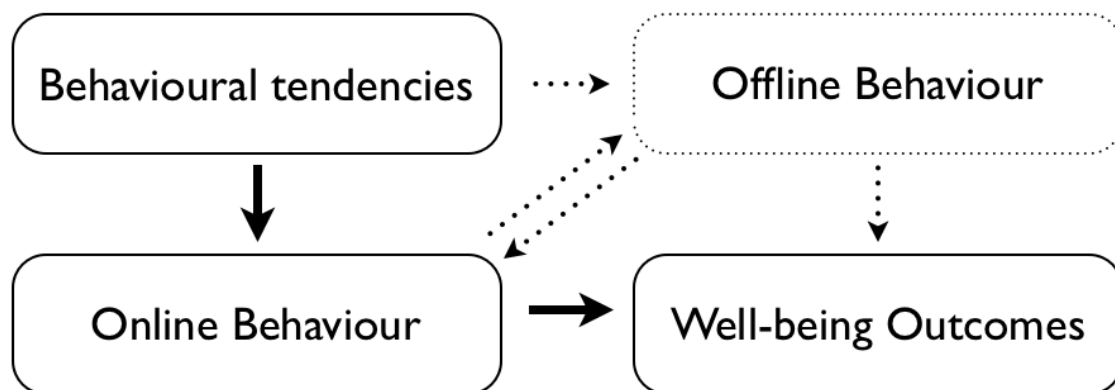 Behavioural tendencies
Offline Behaviour
Online Behaviour
Well-being Outcomes